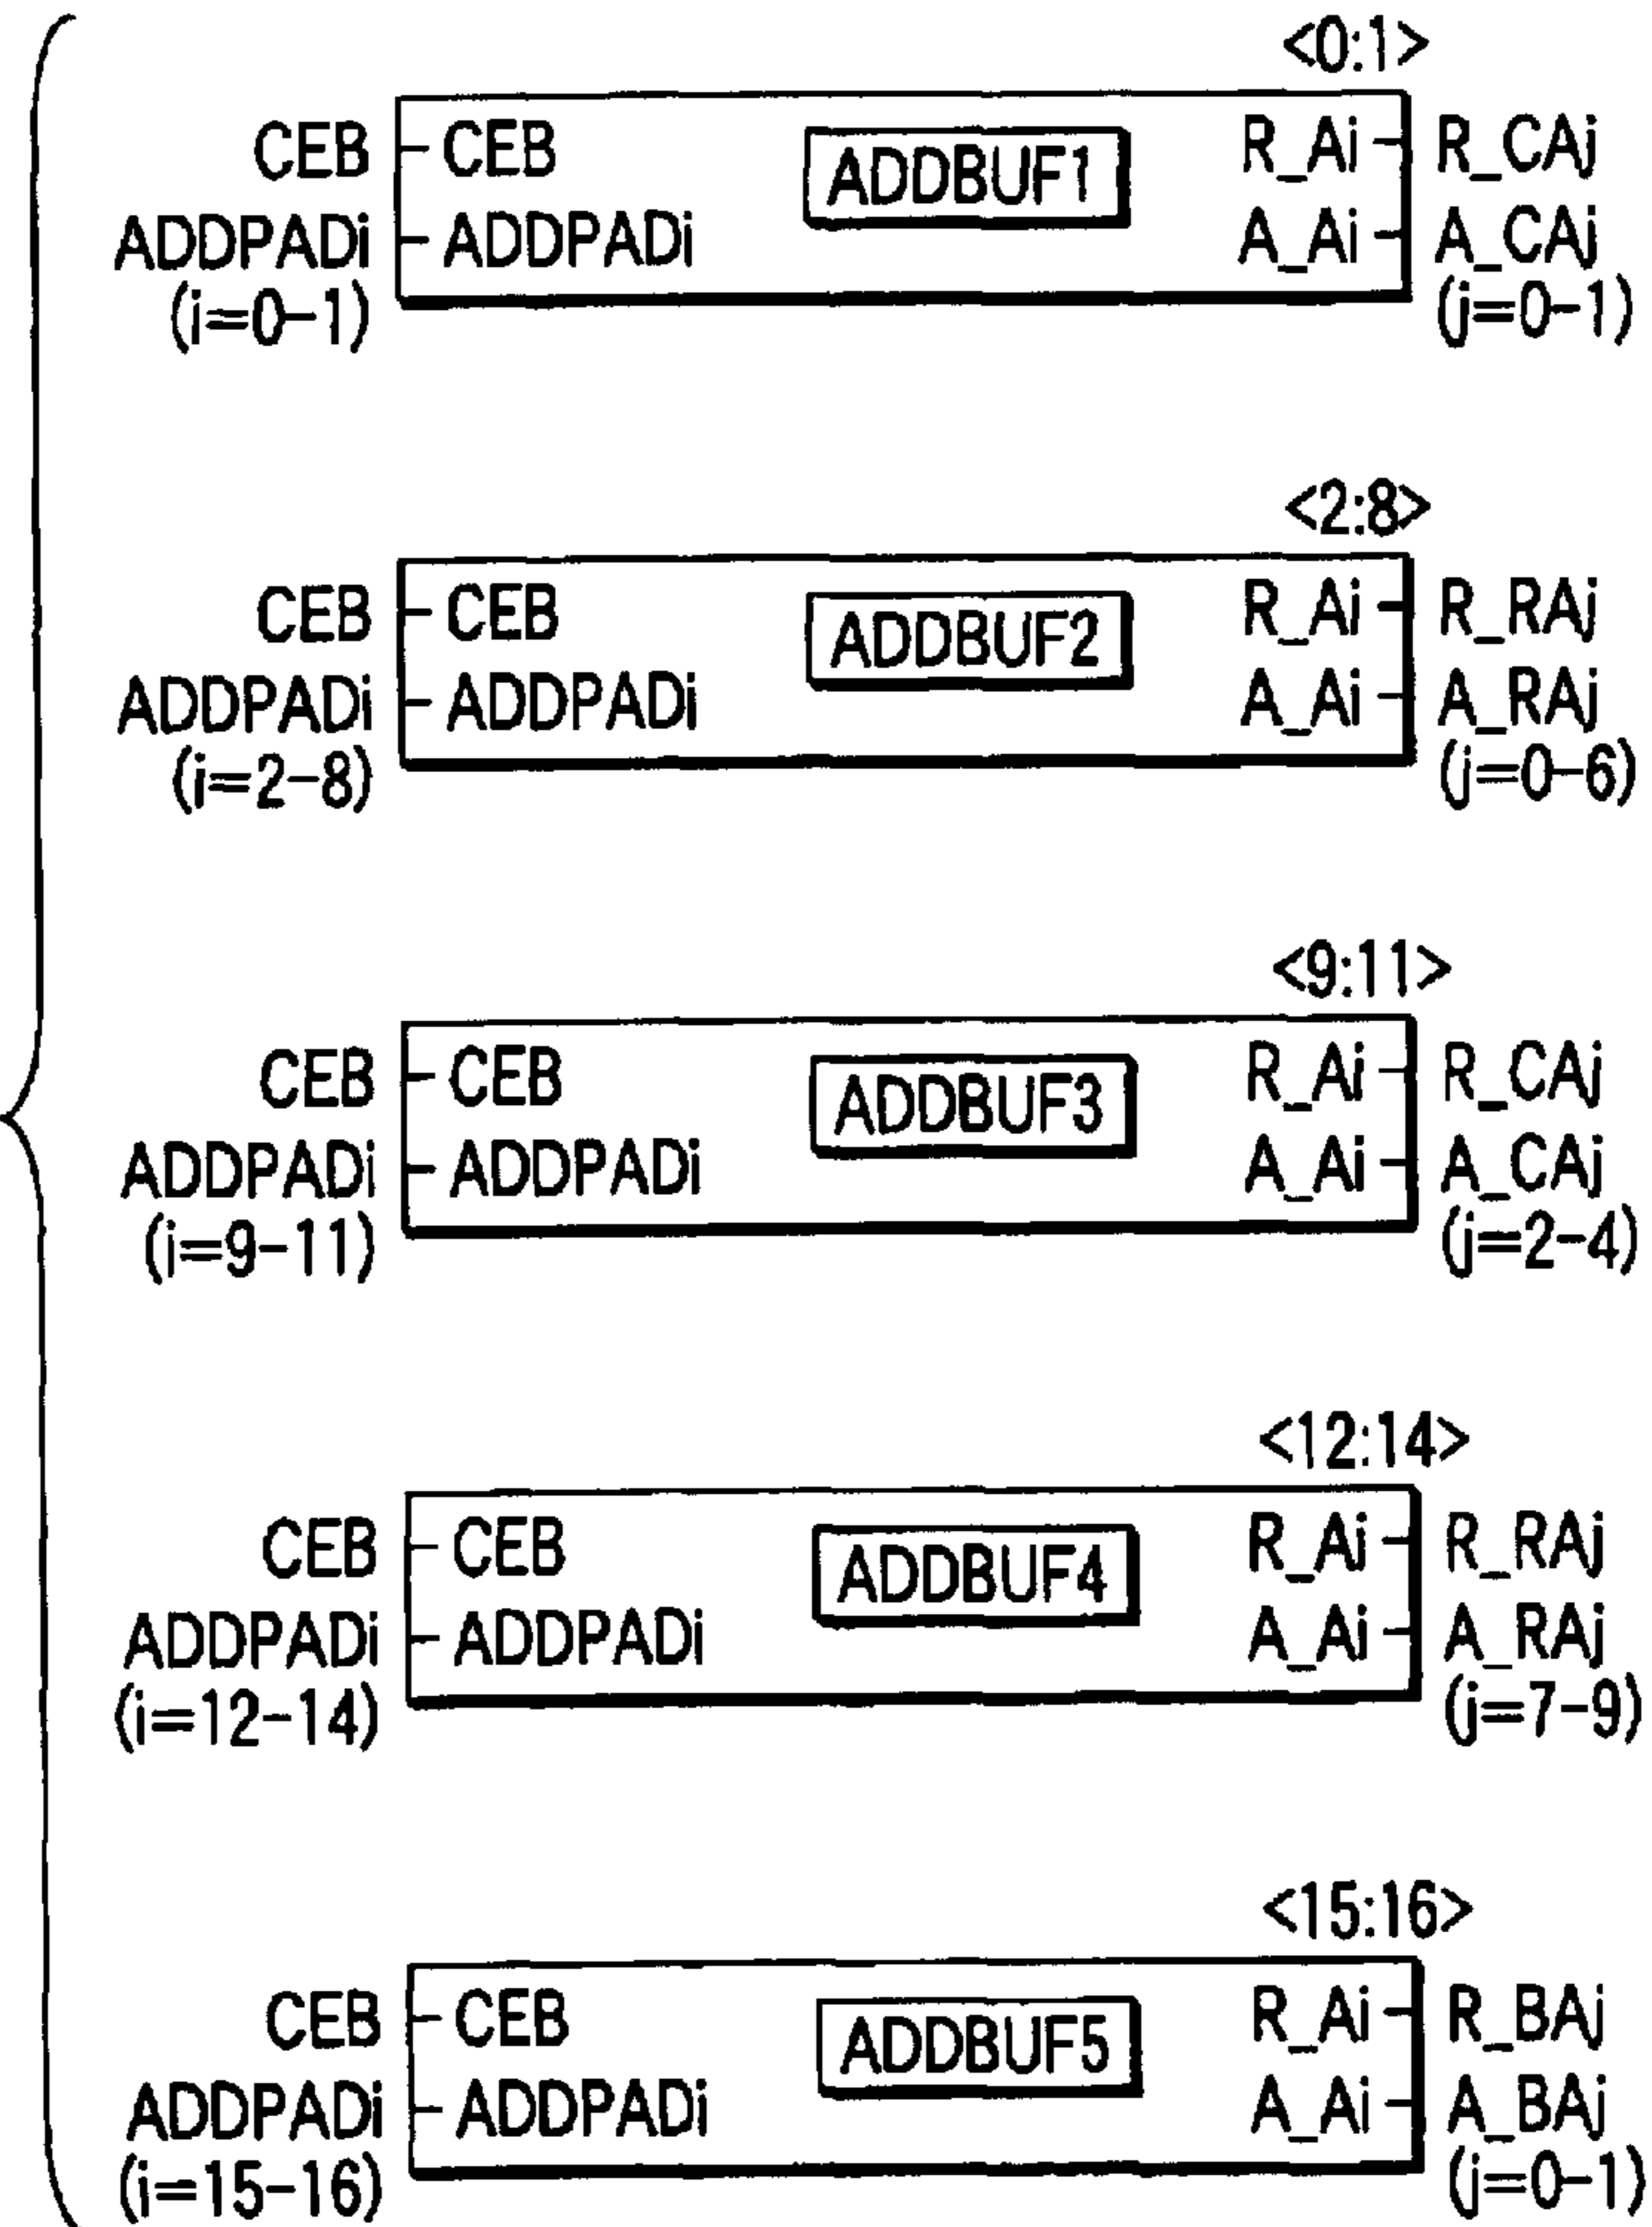 <0:1>
CEB CEB ADDBUF1 R_Ai R_CAj
ADDPADi ADDPADi A_Ai A_CAj
(i=0-1) (j=0-1)
<2:8>
CEB CEB ADDBUF2 R_Ai R_RAj
ADDPADi ADDPADi A_Ai A_RAj
(i=2-8) (j=0-6)
<9:11>
CEB CEB ADDBUF3 R_Ai R_CAj
ADDPADi ADDPADi A_Ai A_CAj
(i=9-11) (j=2-4)
<12:14>
CEB CEB ADDBUF4 R_Ai R_RAj
ADDPADi ADDPADi A_Ai A_RAj
(i=12-14) (j=7-9)
<15:16>
CEB CEB ADDBUF5 R_Ai R_BAj
ADDPADi ADDPADi A_Ai A_BAj
(i=15-16) (j=0-1)